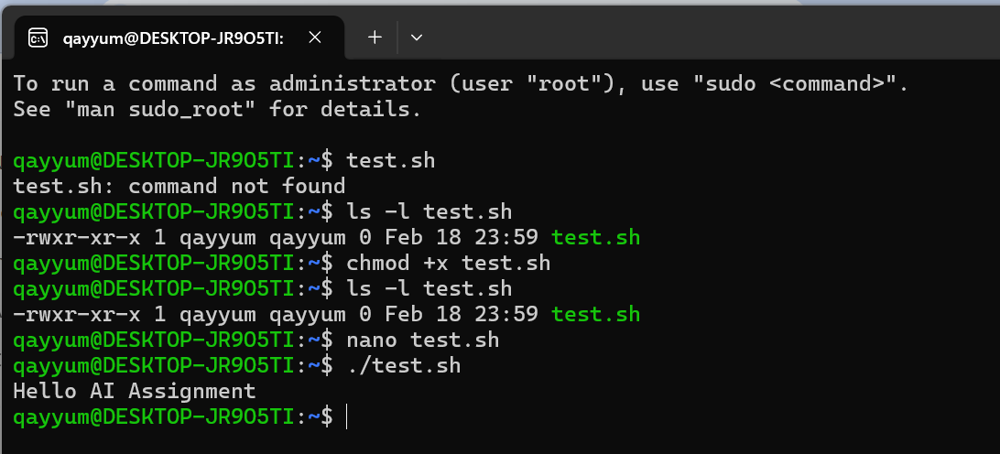 qayyum@DESKTOP-JR9O5TI:
To run a command as administrator (user "root"), use "sudo <command>".
See "man sudo_root" for details.
qayyum@DESKTOP-JR9O5TI:~$ test.sh
test.sh: command not found
qayyum@DESKTOP-JR9O5TI:~$ ls -l test.sh
-rwxr-xr-x 1 qayyum qayyum 0 Feb 18 23:59 test.sh
qayyum@DESKTOP-JR9O5TI:~$ chmod +x test.sh
qayyum@DESKTOP-JR9O5TI:~$ ls -l test.sh
-rwxr-xr-x 1 qayyum qayyum 0 Feb 18 23:59 test.sh
qayyum@DESKTOP-JR9O5TI:~$ nano test.sh
qayyum@DESKTOP-JR9O5TI:~$ ./test.sh
Hello AI Assignment
qayyum@DESKTOP-JR9O5TI:~$